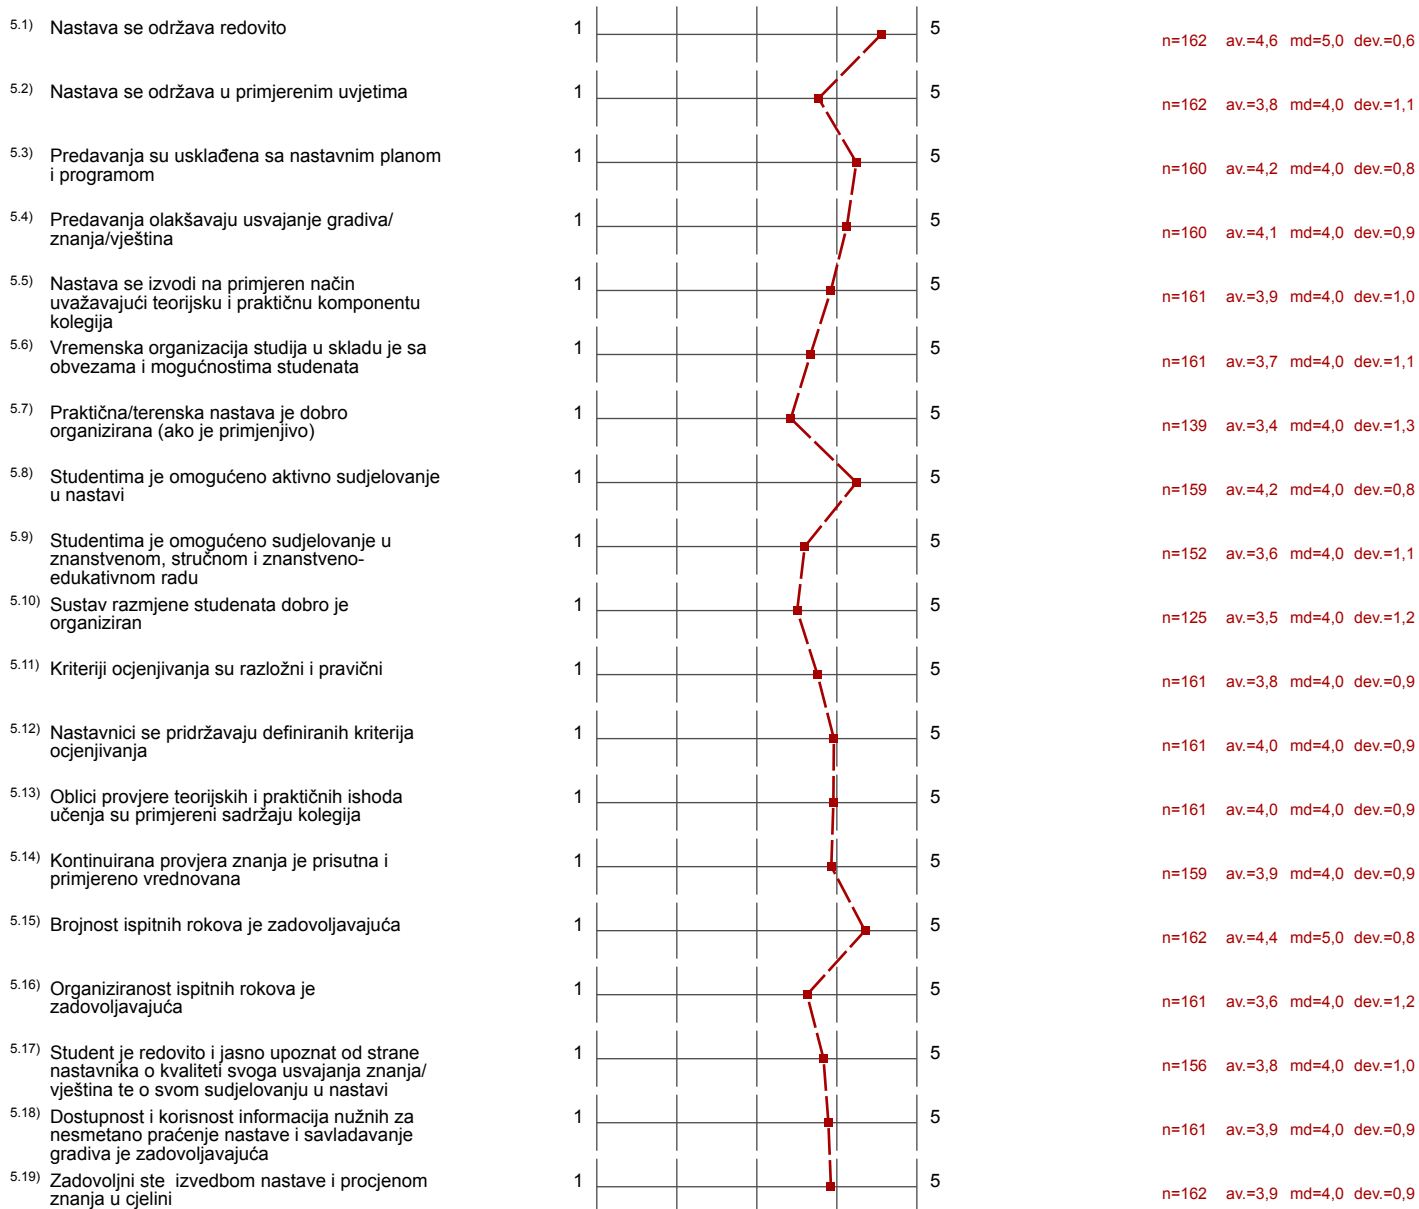 5.1) Nastava se održava redovito 1 5 n=162 av.=4,6 md=5,0 dev.=0,6
5.2) Nastava se održava u primjerenim uvjetima 1 5 n=162 av.=3,8 md=4,0 dev.=1,1
5.3) Predavanja su usklađena sa nastavnim planom
i programom 1 5 n=160 av.=4,2 md=4,0 dev.=0,8
5.4) Predavanja olakšavaju usvajanje gradiva/
znanja/vještina 1 5 n=160 av.=4,1 md=4,0 dev.=0,9
5.5) Nastava se izvodi na primjeren način
uvažavajući teorijsku i praktičnu komponentu
kolegija 1 5 n=161 av.=3,9 md=4,0 dev.=1,0
5.6) Vremenska organizacija studija u skladu je sa
obvezama i mogućnostima studenata 1 5 n=161 av.=3,7 md=4,0 dev.=1,1
5.7) Praktična/terenska nastava je dobro
organizirana (ako je primjenjivo) 1 5 n=139 av.=3,4 md=4,0 dev.=1,3
5.8) Studentima je omogućeno aktivno sudjelovanje
u nastavi 1 5 n=159 av.=4,2 md=4,0 dev.=0,8
5.9) Studentima je omogućeno sudjelovanje u
znanstvenom, stručnom i znanstveno-
edukativnom radu 1 5 n=152 av.=3,6 md=4,0 dev.=1,1
5.10) Sustav razmjene studenata dobro je
organiziran 1 5 n=125 av.=3,5 md=4,0 dev.=1,2
5.11) Kriteriji ocjenjivanja su razložni i pravični 1 5 n=161 av.=3,8 md=4,0 dev.=0,9
5.12) Nastavnici se pridržavaju definiranih kriterija
ocjenjivanja 1 5 n=161 av.=4,0 md=4,0 dev.=0,9
5.13) Oblici provjere teorijskih i praktičnih ishoda
učenja su primjereni sadržaju kolegija 1 5 n=161 av.=4,0 md=4,0 dev.=0,9
5.14) Kontinuirana provjera znanja je prisutna i
primjereno vrednovana 1 5 n=159 av.=3,9 md=4,0 dev.=0,9
5.15) Brojnost ispitnih rokova je zadovoljavajuća 1 5 n=162 av.=4,4 md=5,0 dev.=0,8
5.16) Organiziranost ispitnih rokova je
zadovoljavajuća 1 5 n=161 av.=3,6 md=4,0 dev.=1,2
5.17) Student je redovito i jasno upoznat od strane
nastavnika o kvaliteti svoga usvajanja znanja/
vještina te o svom sudjelovanju u nastavi 1 5 n=156 av.=3,8 md=4,0 dev.=1,0
5.18) Dostupnost i korisnost informacija nužnih za
nesmetano praćenje nastave i savladavanje
gradiva je zadovoljavajuća 1 5 n=161 av.=3,9 md=4,0 dev.=0,9
5.19) Zadovoljni ste izvedbom nastave i procjenom
znanja u cjelini 1 5 n=162 av.=3,9 md=4,0 dev.=0,9